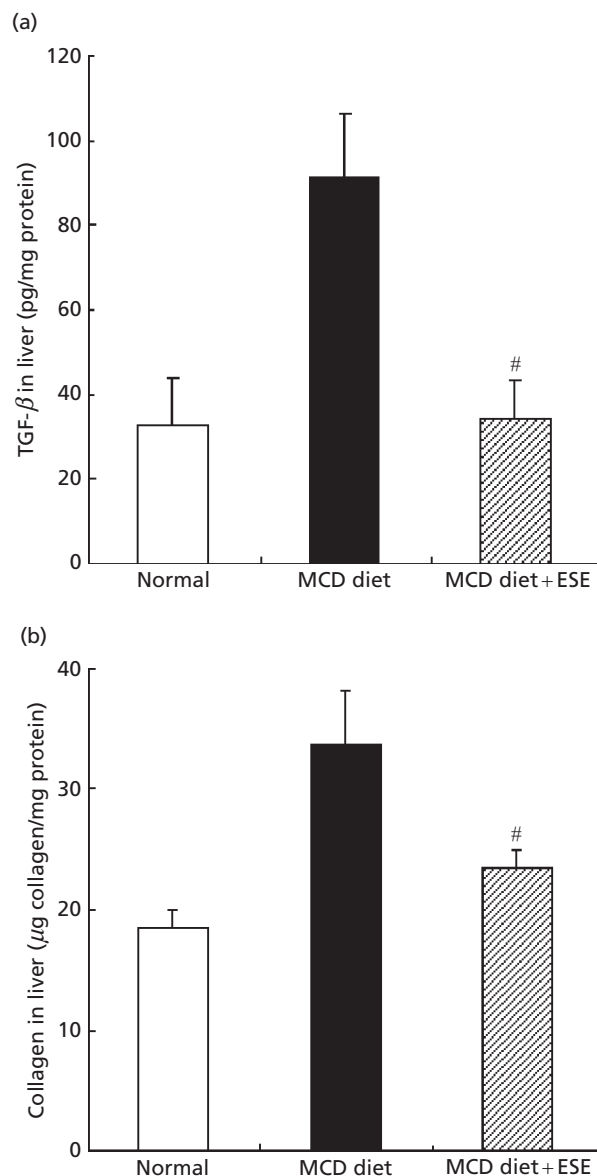 (a)
TGF-β in liver (pg/mg protein)
120
100
80
60
40
20
0
#
Normal
MCD diet
MCD diet + ESE
(b)
Collagen in liver (μg collagen/mg protein)
40
30
20
10
0
#
Normal
MCD diet
MCD diet + ESE